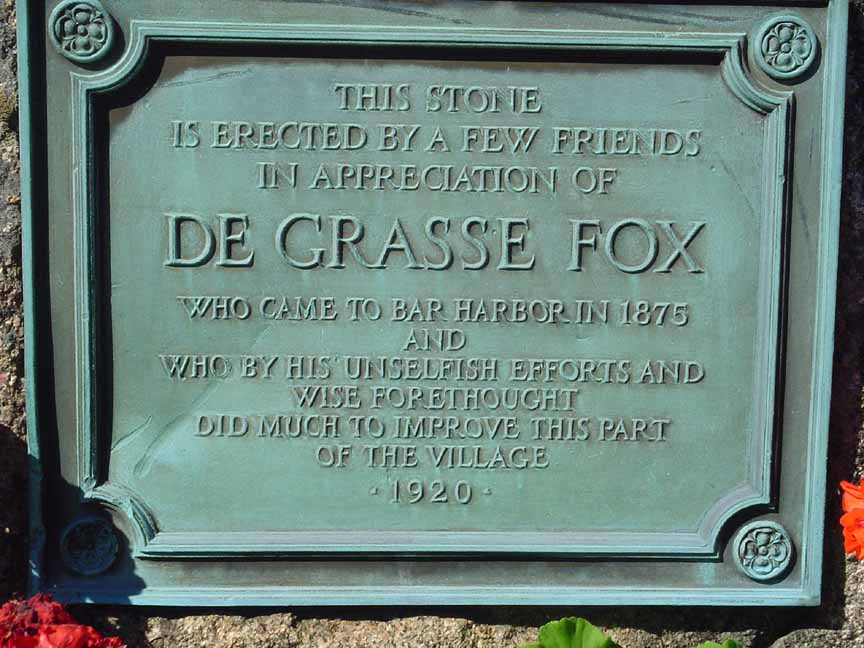 THIS STONE
IS ERECTED BY A FEW FRIENDS
IN APPRECIATION OF
DE GRASSE FOX
WHO CAME TO BAR HARBOR IN 1875
AND
WHO BY HIS UNSELFISH EFFORTS AND
WISE FORETHOUGHT
DID MUCH TO IMPROVE THIS PART
OF THE VILLAGE
· 1920 ·